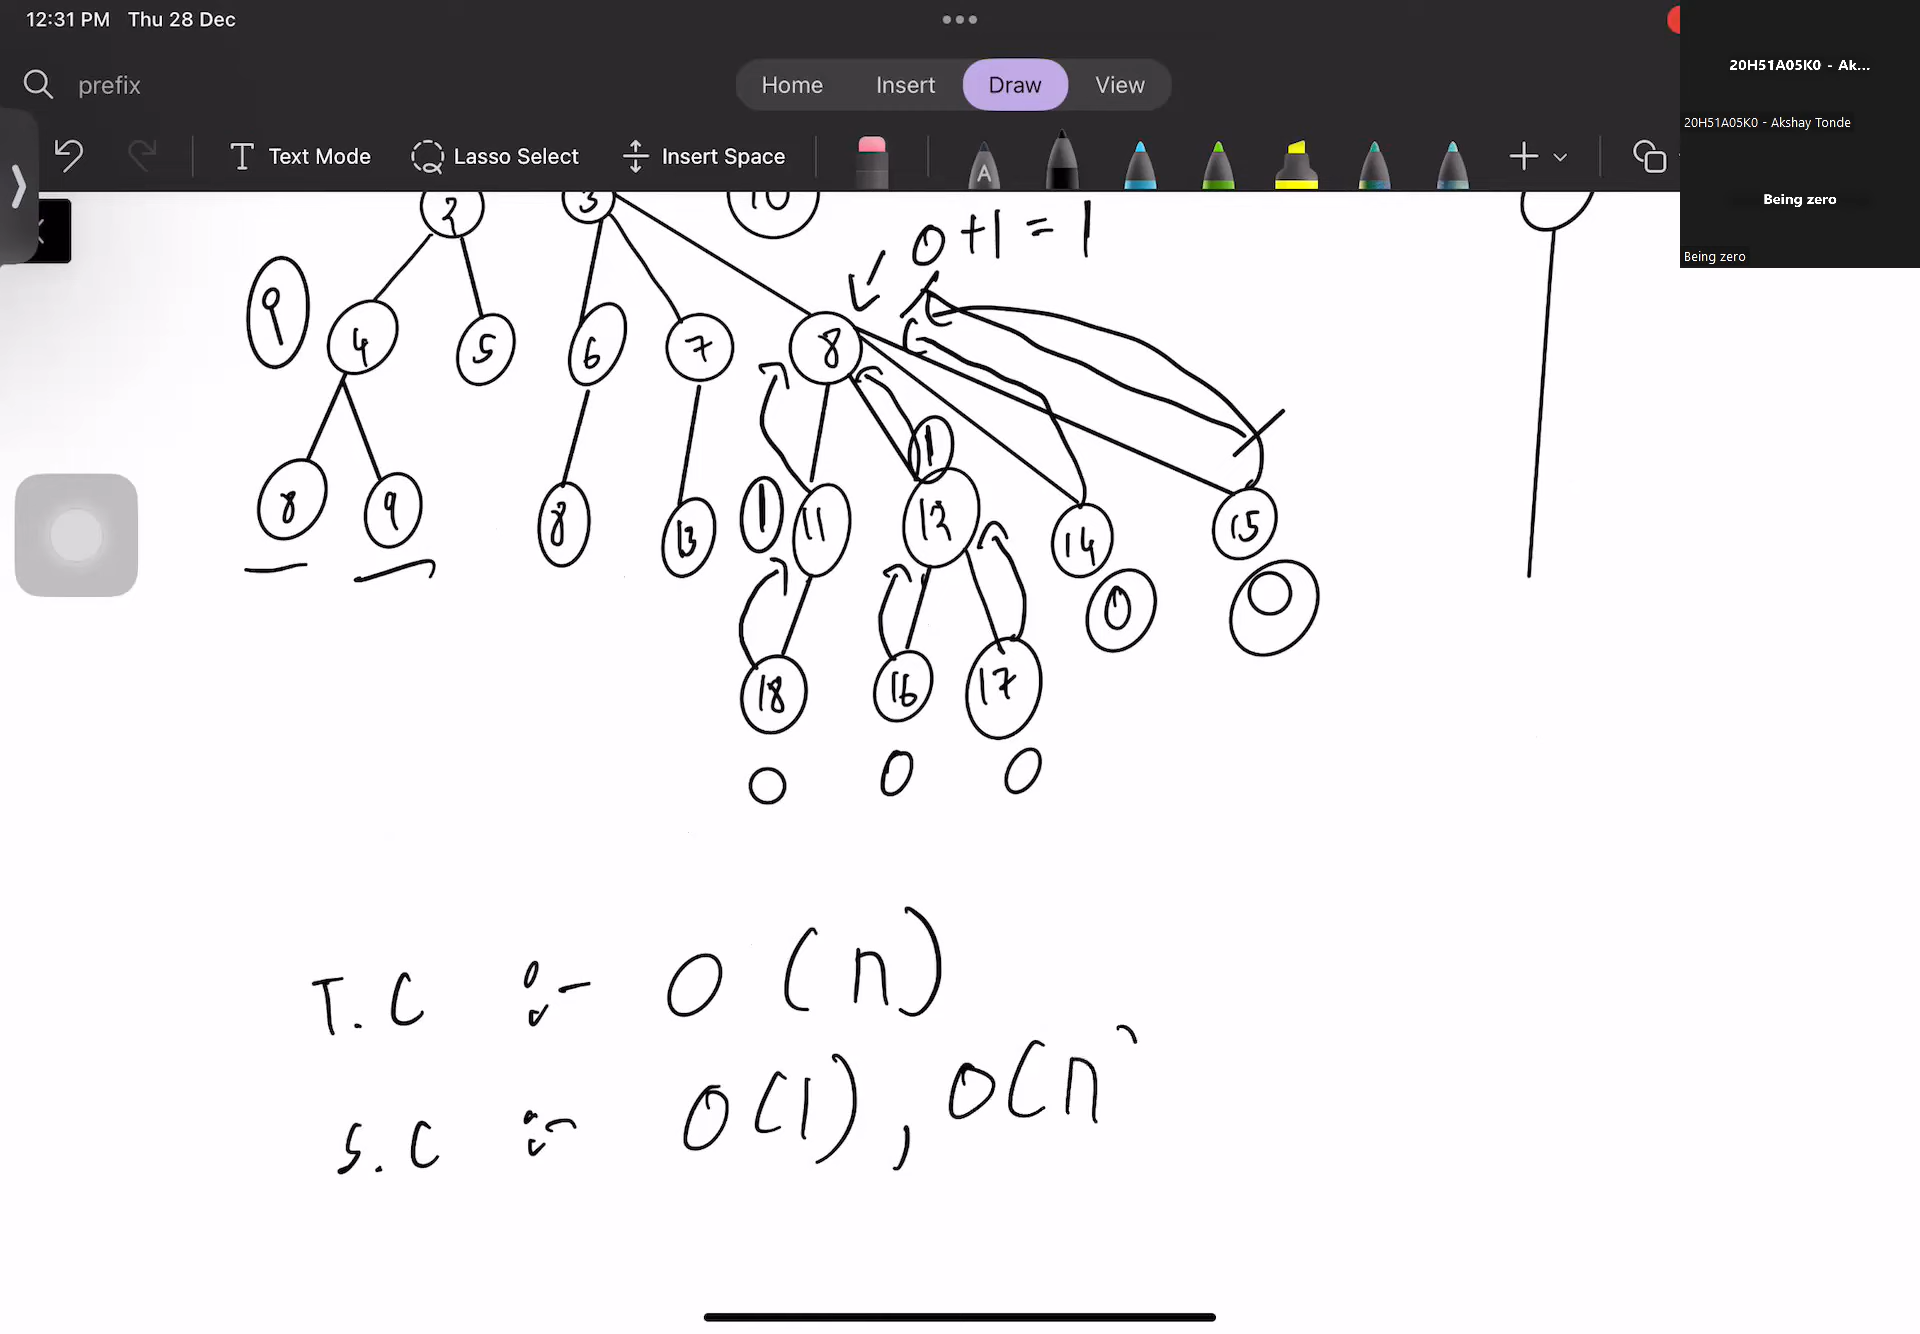 12:31 PM Thu 28 Dec
20H51A05K0 - Ak...
prefix
Home Insert Draw View
20H51A05K0 - Akshay Tonde
Text Mode Lasso Select Insert Space
A
Being zero
Being zero
2 3 10
0+1=1
9 4 5 6 7 8
1
8 9 8 13 1 11 12 14 15
0 0
18 16 17
0 0 0
T.C :- O(n)
S.C :- O(1), O(n)